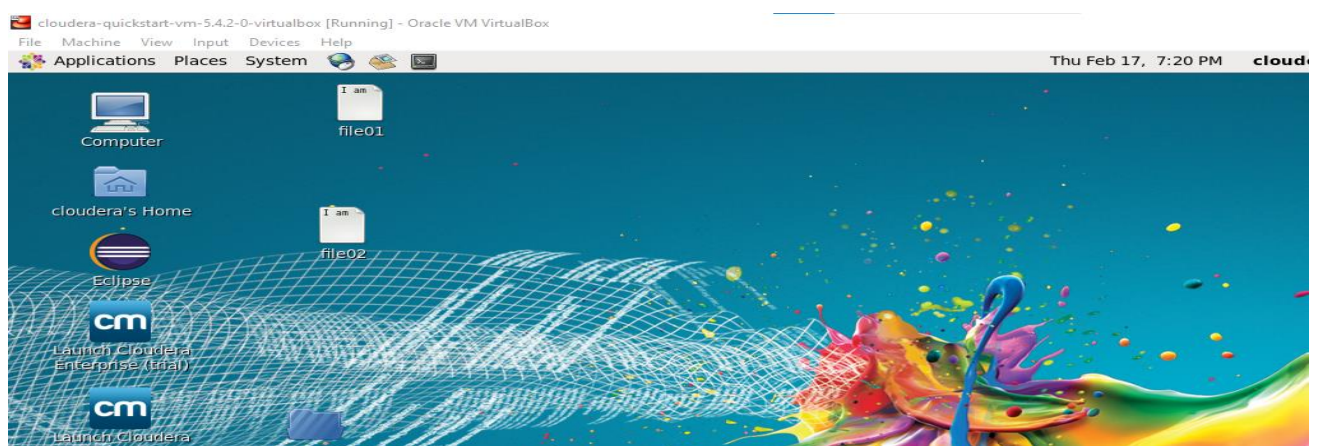 cloudera-quickstart-vm-5.4.2-0-virtualbox [Running] - Oracle VM VirtualBox
File Machine View Input Devices Help
Applications Places System Thu Feb 17, 7:20 PM cloud
I am
file01
Computer
cloudera's Home
I am
file02
Eclipse
cm
Launch Cloudera
Enterprise (trial)
cm
Launch Cloudera